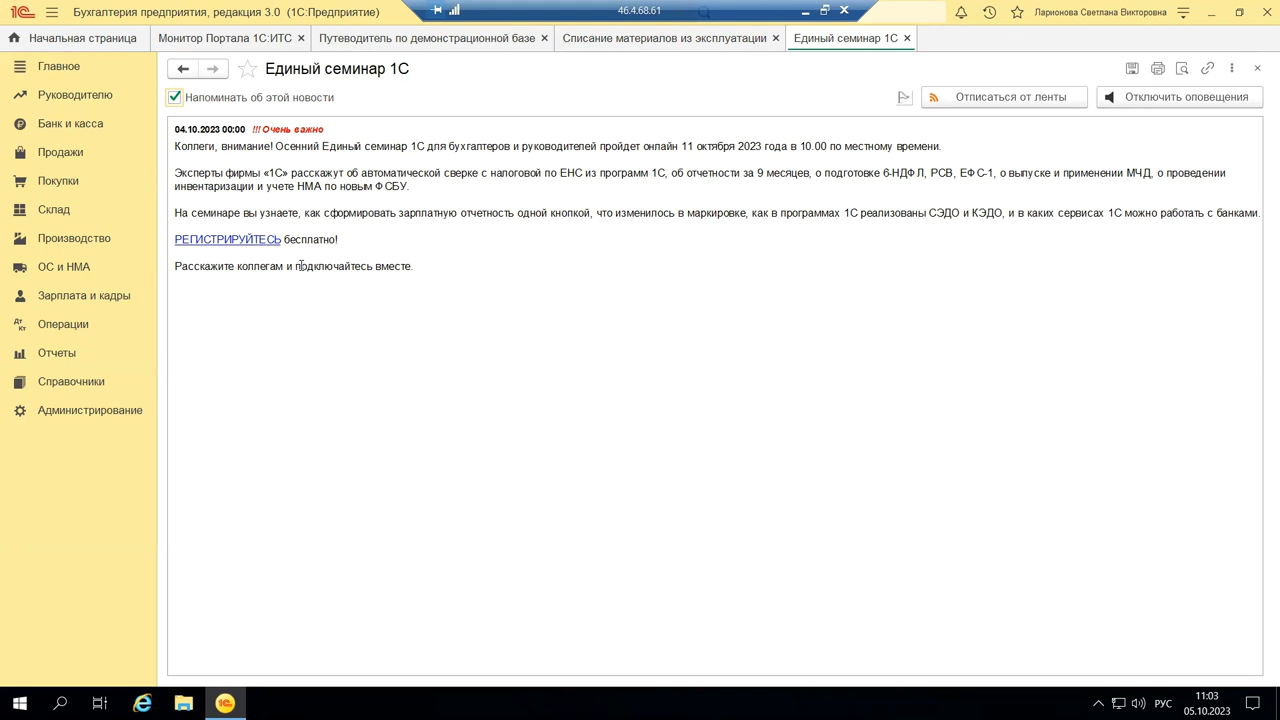 1С Бухгалтерия предприятия, редакция 3.0 (1С:Предприятие) 46.4.68.61 Ларионова Светлана Викторовна
Начальная страница Монитор Портала 1С:ИТС × Путеводитель по демонстрационной базе × Списание материалов из эксплуатации × Единый семинар 1С ×
Главное
Руководителю
Банк и касса
Продажи
Покупки
Склад
Производство
ОС и НМА
Зарплата и кадры
Дт Кт Операции
Отчеты
Справочники
Администрирование
Единый семинар 1С
Напоминать об этой новости Отписаться от ленты Отключить оповещения
04.10.2023 00:00 !!! Очень важно
Коллеги, внимание! Осенний Единый семинар 1С для бухгалтеров и руководителей пройдет онлайн 11 октября 2023 года в 10.00 по местному времени.
Эксперты фирмы «1С» расскажут об автоматической сверке с налоговой по ЕНС из программ 1С, об отчетности за 9 месяцев, о подготовке 6-НДФЛ, РСВ, ЕФС-1, о выпуске и применении МЧД, о проведении
инвентаризации и учете НМА по новым ФСБУ.
На семинаре вы узнаете, как сформировать зарплатную отчетность одной кнопкой, что изменилось в маркировке, как в программах 1С реализованы СЭДО и КЭДО, и в каких сервисах 1С можно работать с банками.
РЕГИСТРИРУЙТЕСЬ бесплатно!
Расскажите коллегам и подключайтесь вместе.
РУС 11:03
05.10.2023